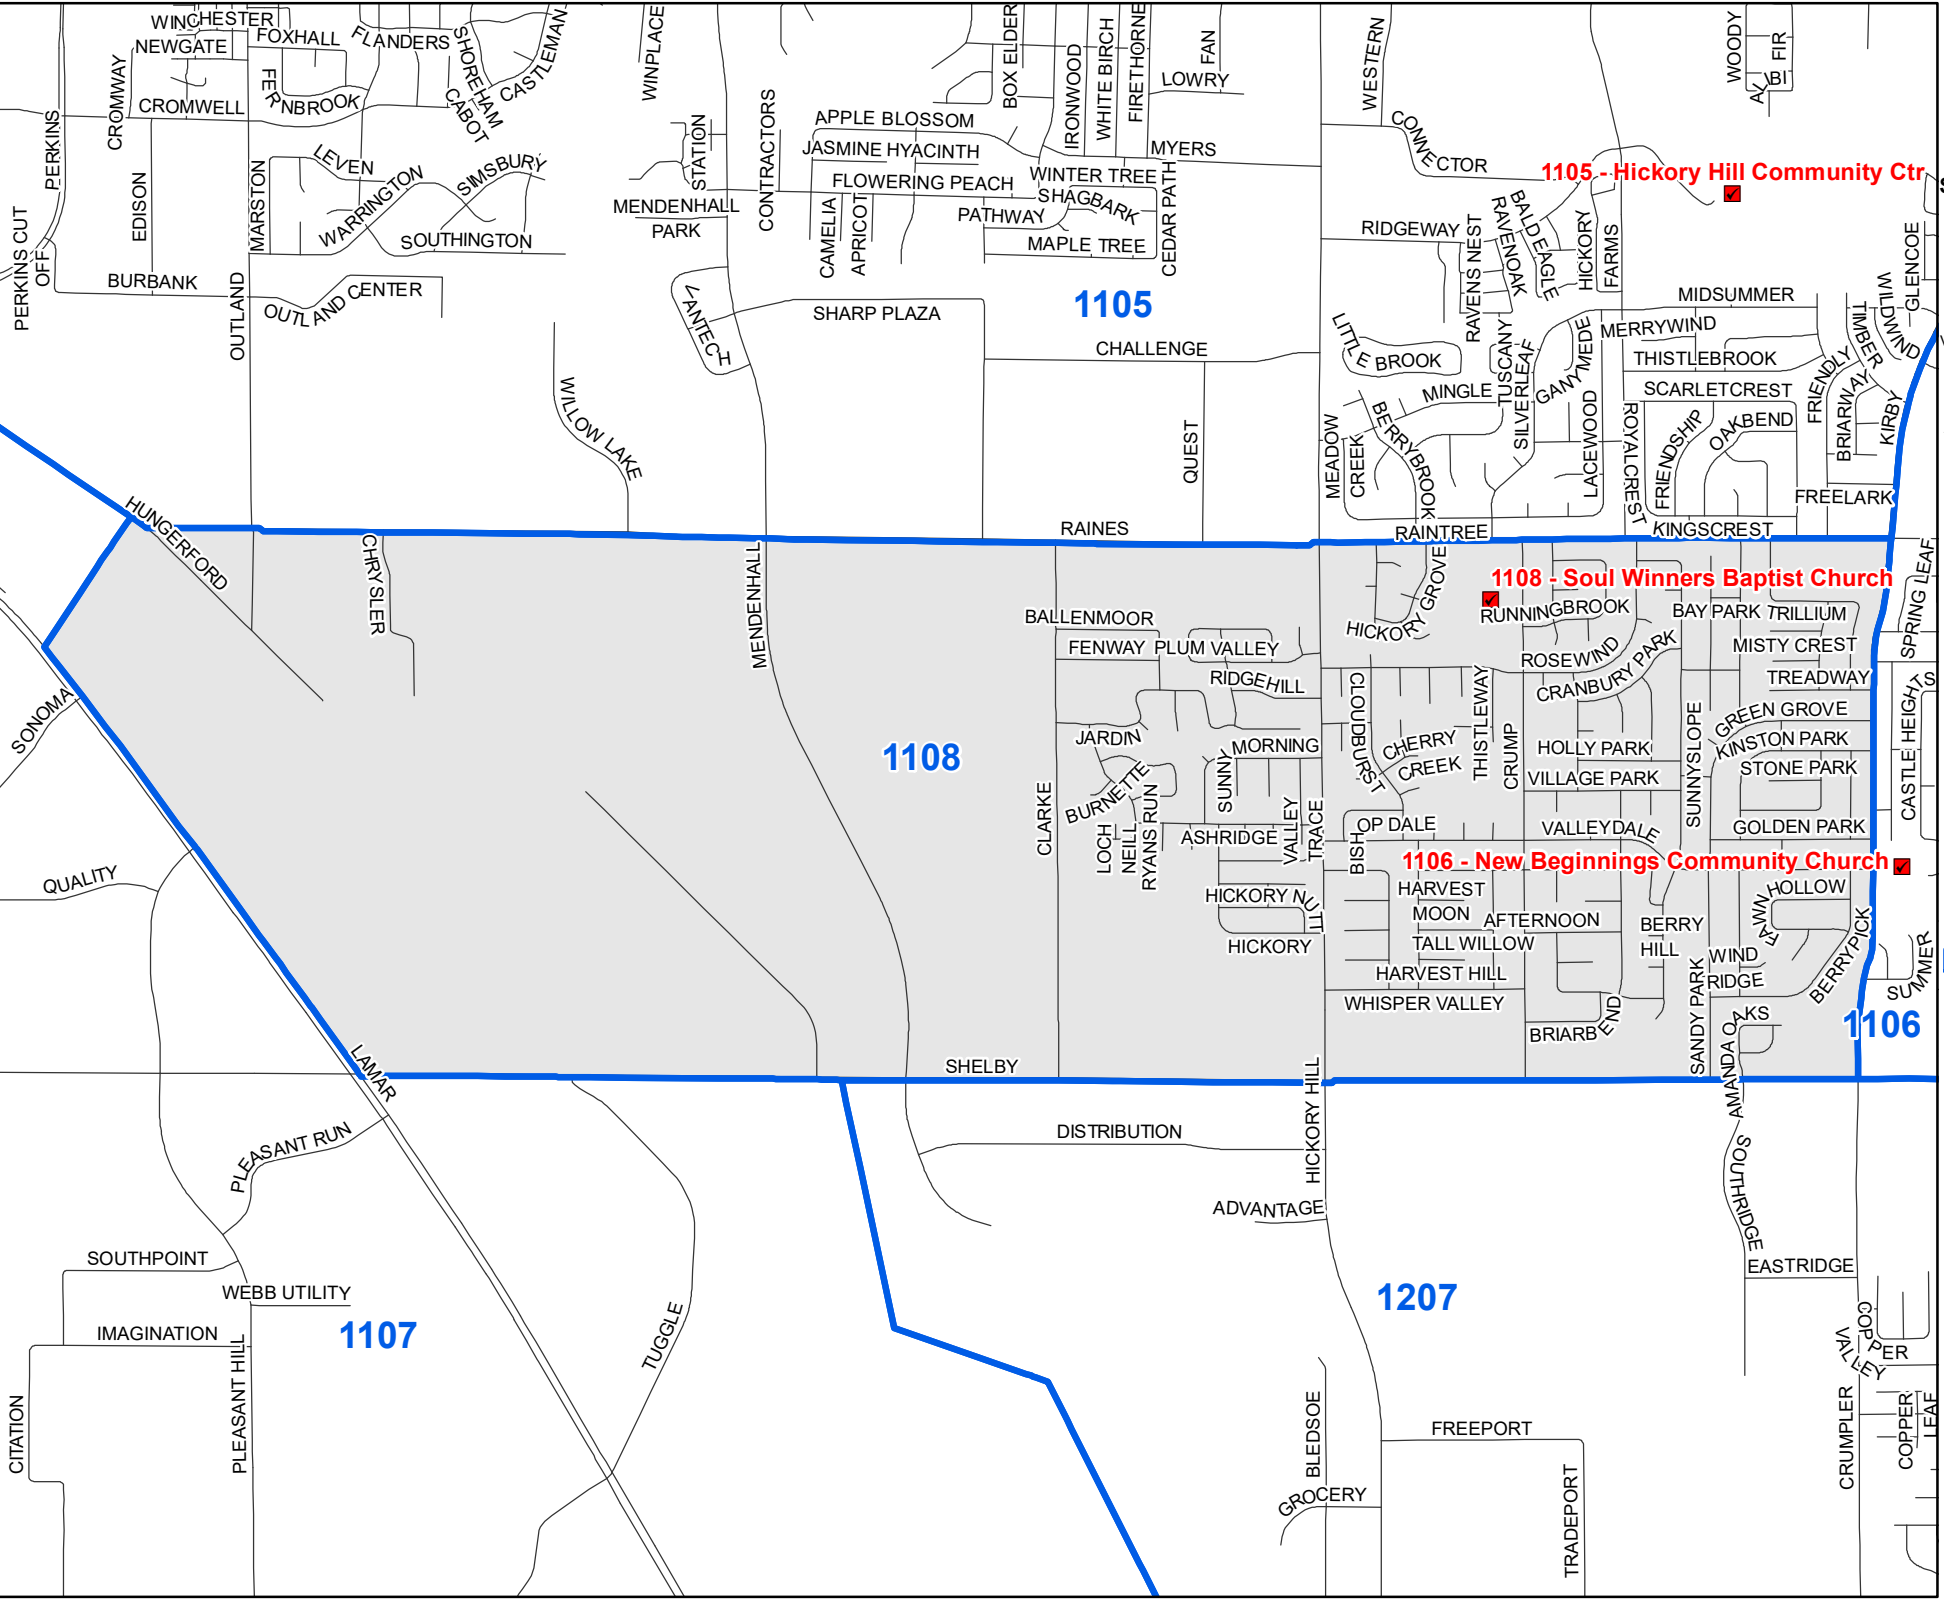 WINCHESTER
NEWGATE
FOXHALL
FLANDERS
SHOREHAM
CASTLEMAN
WINPLACE
CROMWAY
CROMWELL
FERNBROOK
CABOT
PERKINS
EDISON
MARSTON
LEVEN
WARRINGTON
SIMSBURY
SOUTHINGTON
PERKINS CUT
OFF
BURBANK
OUTLAND
OUTLAND CENTER
STATION
CONTRACTORS
MENDENHALL
PARK
BOX ELDER
IRONWOOD
WHITE BIRCH
FIRETHORNE
FAN
LOWRY
APPLE BLOSSOM
JASMINE HYACINTH
FLOWERING PEACH
MYERS
WINTER TREE
SHAGBARK
PATHWAY
MAPLE TREE
CEDAR PATH
CAMELIA
APRICOT
WESTERN
CONNECTOR
WOODY
FIR
ALIBI
1105 - Hickory Hill Community Ctr
RIDGEWAY
RAVENS NEST
RAVENOAK
BALD EAGLE
HICKORY
FARMS
GLENCOE
WILDWIND
TIMBER
MIDSUMMER
MERRYWIND
THISTLEBROOK
SCARLETCREST
FRIENDLY
BRIARWAY
KIRBY
LANTECH
SHARP PLAZA
1105
CHALLENGE
QUEST
WILLOW LAKE
LITTLE BROOK
MINGLE
TUSCANY
SILVERLEAF
GANYMEDE
LACEWOOD
ROYALCREST
FRIENDSHIP
OAKBEND
MEADOW
CREEK
BERRYBROOK
FREELARK
KINGSCREST
RAINTREE
RAINES
HUNGERFORD
CHRYSLER
MENDENHALL
1108 - Soul Winners Baptist Church
RUNNINGBROOK
BAY PARK
TRILLIUM
SPRING LEAF
HICKORY GROVE
BALLENMOOR
FENWAY
PLUM VALLEY
RIDGEHILL
ROSEWIND
CRANBURY PARK
MISTY CREST
TREADWAY
SONOMA
1108
JARDIN
MORNING
SUNNY
CLOUDBURST
CHERRY
CREEK
THISTLEWAY
CRUMP
HOLLY PARK
VILLAGE PARK
SUNNYSLOPE
GREEN GROVE
KINSTON PARK
STONE PARK
CASTLE HEIGHTS
CLARKE
BURNETTE
LOCH
NEILL
RYANS RUN
ASHRIDGE
VALLEY
TRACE
BISHOP DALE
VALLEYDALE
GOLDEN PARK
1106 - New Beginnings Community Church
QUALITY
HICKORY NUTT
HICKORY
HARVEST
MOON
AFTERNOON
TALL WILLOW
HARVEST HILL
WHISPER VALLEY
BERRY
HILL
FAWN
HOLLOW
WIND
RIDGE
BERRYPICK
SUMMER
BRIARBEND
SANDY PARK
AMANDA OAKS
1106
LAMAR
SHELBY
HICKORY HILL
DISTRIBUTION
ADVANTAGE
SOUTHRIDGE
EASTRIDGE
PLEASANT RUN
SOUTHPOINT
WEBB UTILITY
IMAGINATION
1107
PLEASANT HILL
CITATION
TUGGLE
1207
COPPER
VALLEY
CRUMPLER
COPPER
LEAF
BLEDSOE
GROCERY
FREEPORT
TRADEPORT